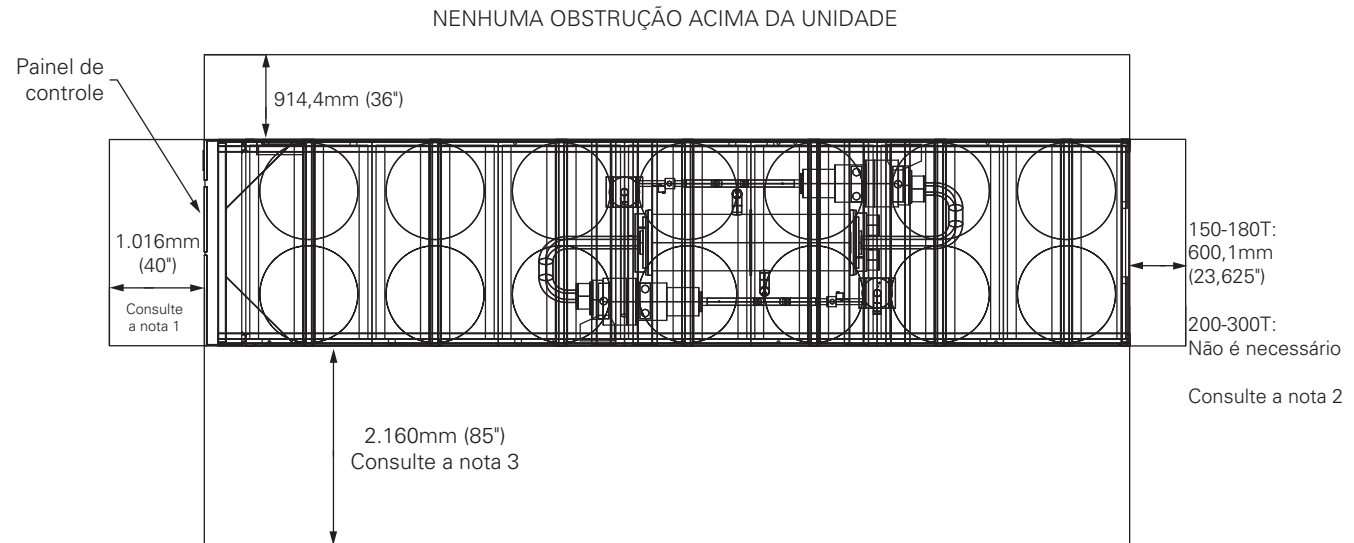 NENHUMA OBSTRUÇÃO ACIMA DA UNIDADE
Painel de
controle
914,4mm (36")
1.016mm
(40")
Consulte
a nota 1
150-180T:
600,1mm
(23,625")
200-300T:
Não é necessário
Consulte a nota 2
2.160mm (85")
Consulte a nota 3